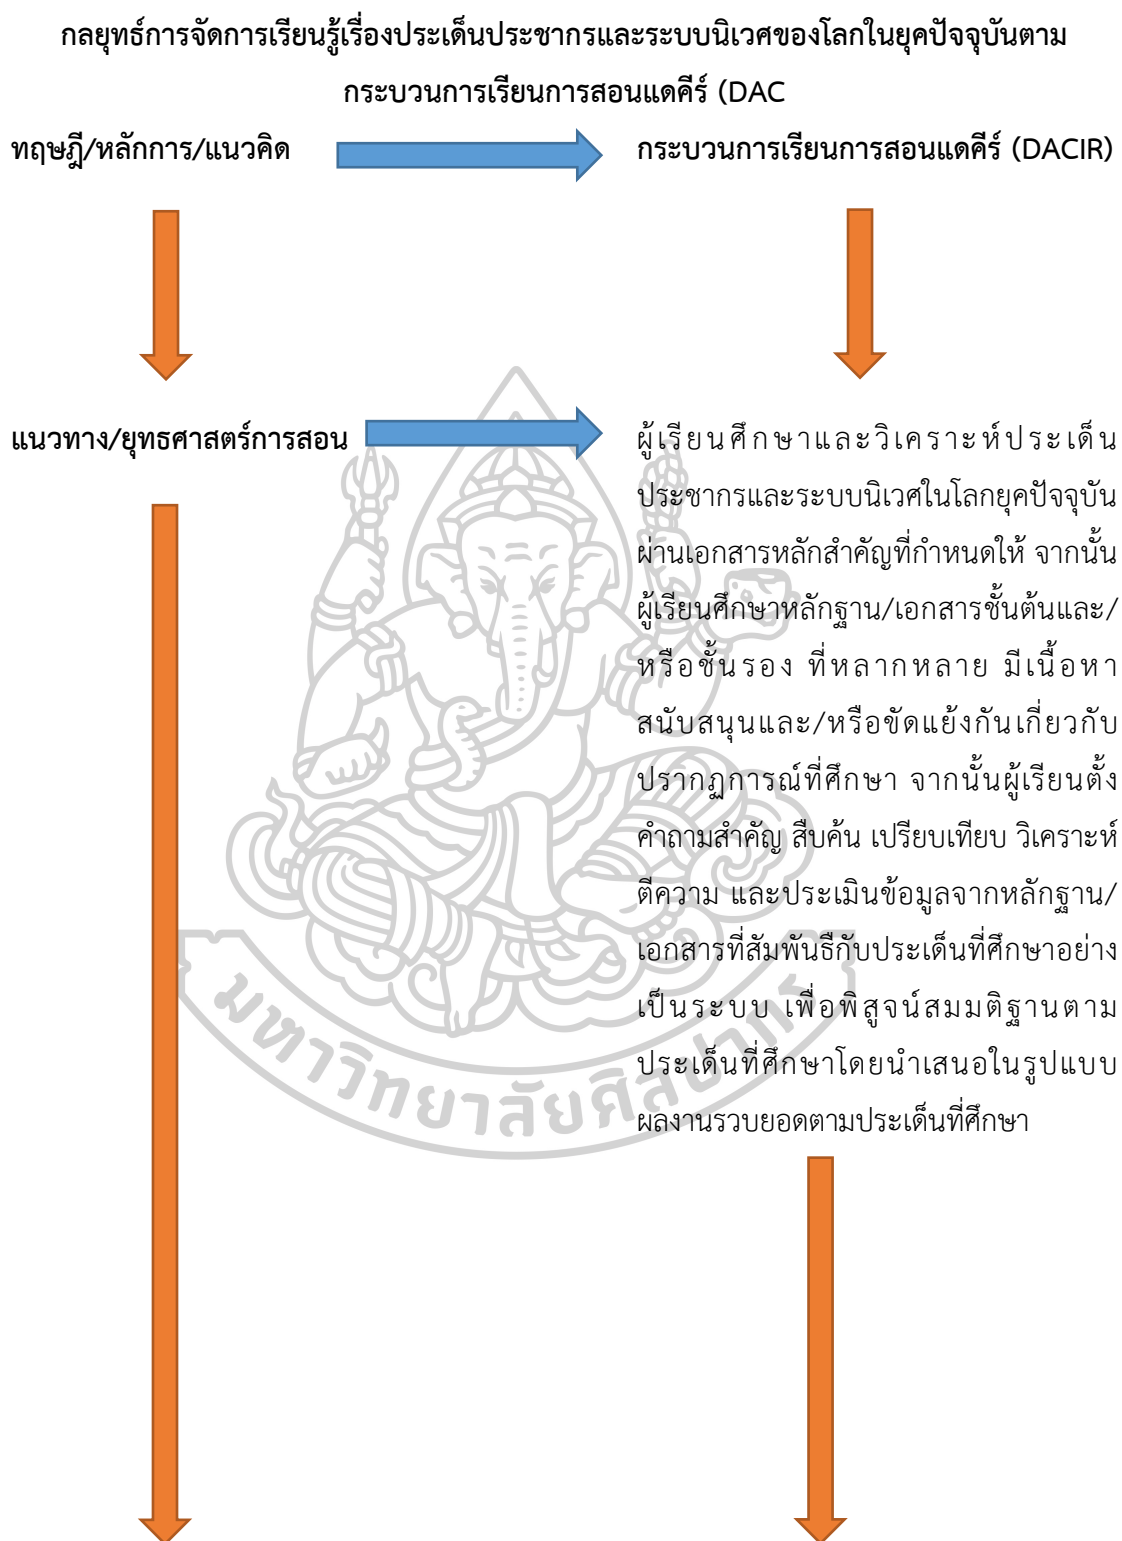 กลยุทธ์การจัดการเรียนรู้เรื่องประเด็นประชากรและระบบนิเวศของโลกในยุคปัจจุบันตาม
กระบวนการเรียนการสอนแดคีร์ (DAC
ทฤษฎี/หลักการ/แนวคิด
กระบวนการเรียนการสอนแดคีร์ (DACIR)
แนวทาง/ยุทธศาสตร์การสอน
ผู้เรียนศึกษาและวิเคราะห์ประเด็น
ประชากรและระบบนิเวศในโลกยุคปัจจุบัน
ผ่านเอกสารหลักสำคัญที่กำหนดให้ จากนั้น
ผู้เรียนศึกษาหลักฐาน/เอกสารชั้นต้นและ/
หรือชั้นรอง ที่หลากหลาย มีเนื้อหา
สนับสนุนและ/หรือขัดแย้งกันเกี่ยวกับ
ปรากฏการณ์ที่ศึกษา จากนั้นผู้เรียนตั้ง
คำถามสำคัญ สืบค้น เปรียบเทียบ วิเคราะห์
ตีความ และประเมินข้อมูลจากหลักฐาน/
เอกสารที่สัมพันธืกับประเด็นที่ศึกษาอย่าง
เป็นระบบ เพื่อพิสูจน์สมมติฐานตาม
ประเด็นที่ศึกษาโดยนำเสนอในรูปแบบ
ผลงานรวบยอดตามประเด็นที่ศึกษา
มหาวิทยาลัยศิลปากร